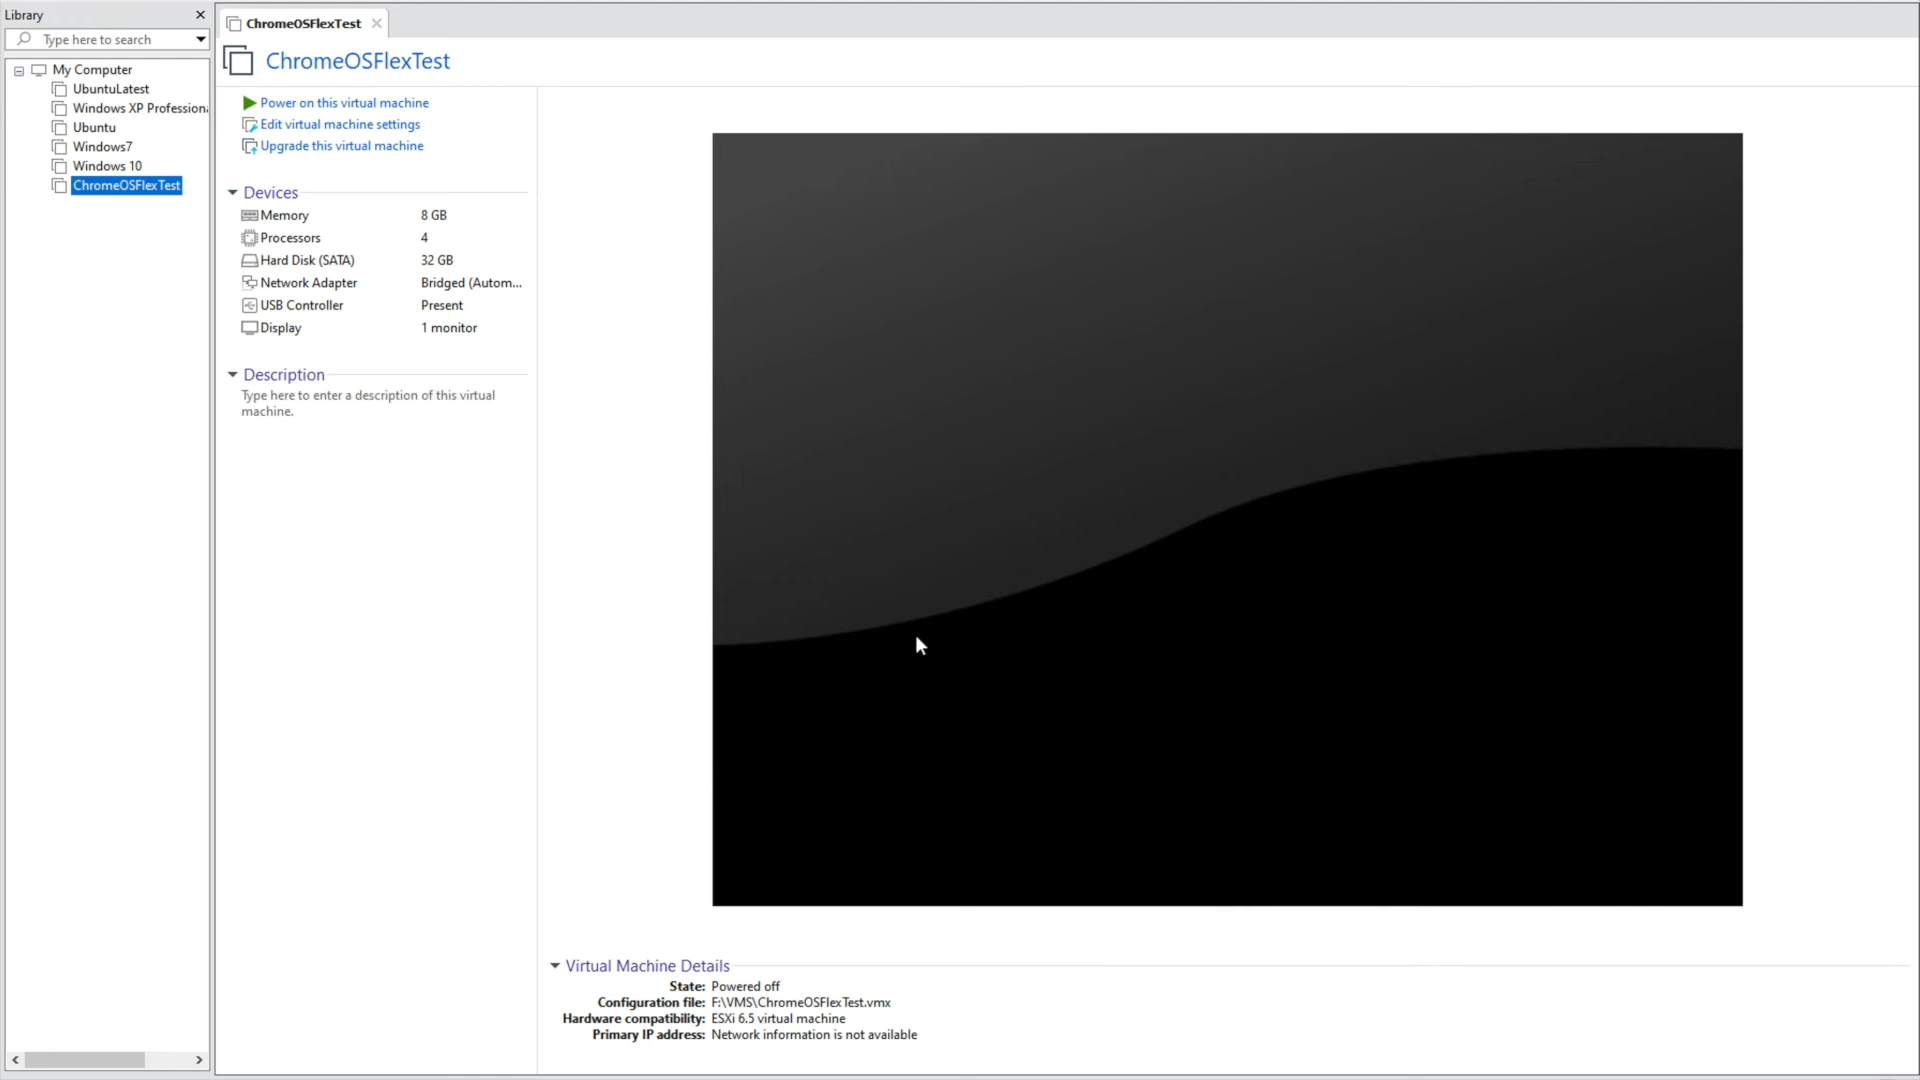 Library
Type here to search
My Computer
UbuntuLatest
Windows XP Professiona
Ubuntu
Windows7
Windows 10
ChromeOSFlexTest
ChromeOSFlexTest
ChromeOSFlexTest
Power on this virtual machine
Edit virtual machine settings
Upgrade this virtual machine
Devices
Memory 8 GB
Processors 4
Hard Disk (SATA) 32 GB
Network Adapter Bridged (Autom...
USB Controller Present
Display 1 monitor
Description
Type here to enter a description of this virtual
machine.
Virtual Machine Details
State: Powered off
Configuration file: F:\VMS\ChromeOSFlexTest.vmx
Hardware compatibility: ESXi 6.5 virtual machine
Primary IP address: Network information is not available